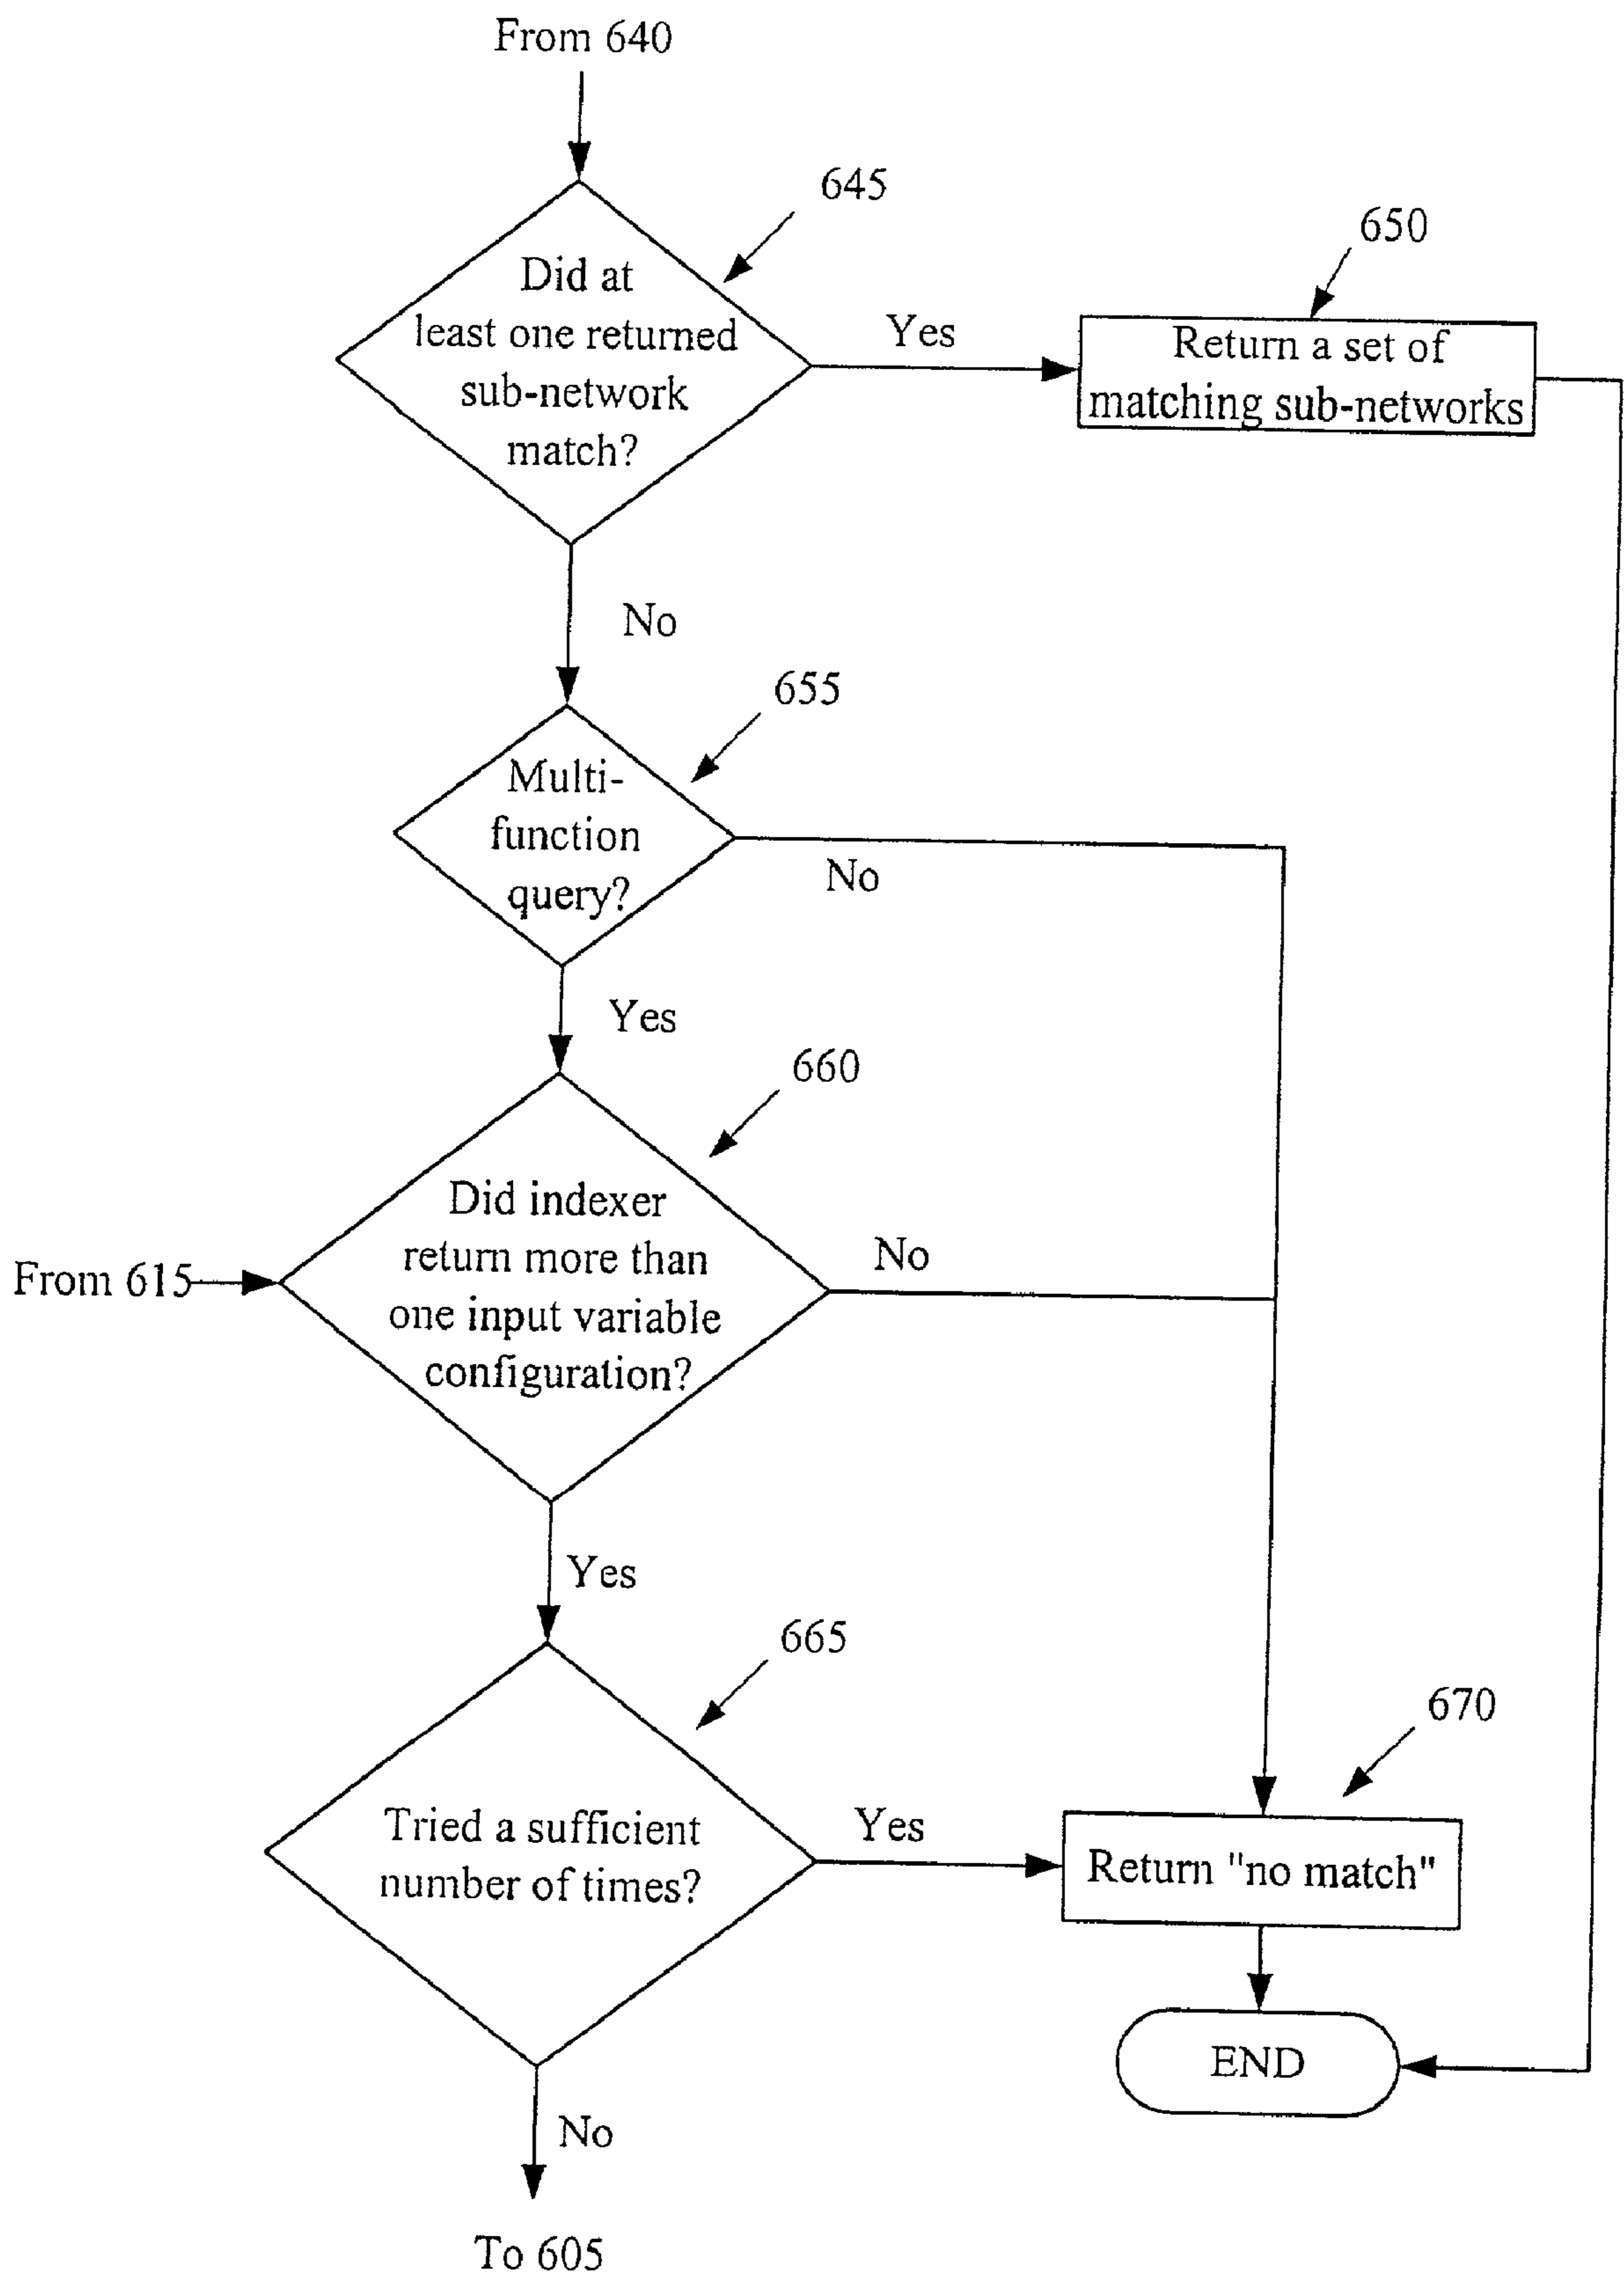 From 640
645
Did at
least one returned
sub-network
match?
Yes
650
Return a set of
matching sub-networks
No
655
Multi-
function
query?
No
Yes
660
Did indexer
return more than
one input variable
configuration?
No
From 615
Yes
665
Tried a sufficient
number of times?
Yes
670
Return "no match"
END
No
To 605